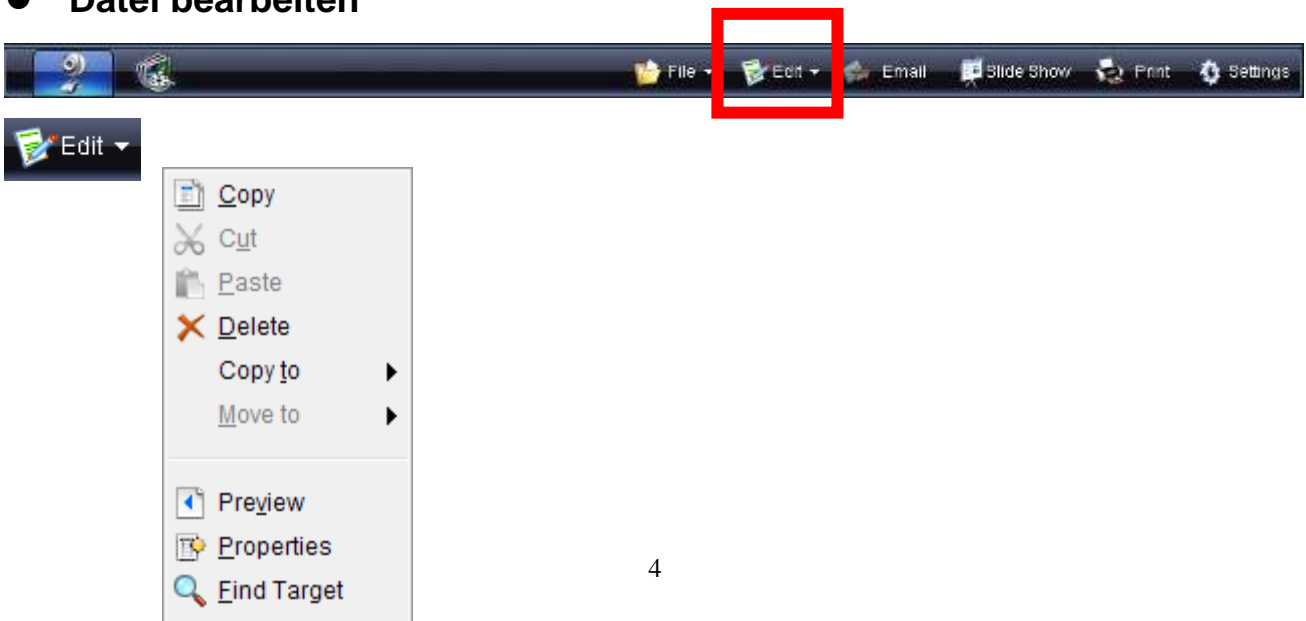 ● Datei bearbeiten
File Edit Email Slide Show Print Settings
Edit
Copy
Cut
Paste
Delete
Copy to
Move to
Preview
Properties
4
Find Target